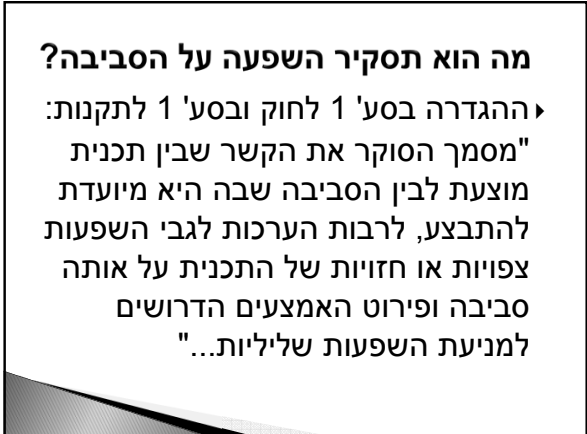 מה הוא תסקיר השפעה על הסביבה?
ההגדרה בסע' 1 לחוק ובסע' 1 לתקנות:
"מסמך הסוקר את הקשר שבין תכנית
מוצעת לבין הסביבה שבה היא מיועדת
להתבצע, לרבות הערכות לגבי השפעות
צפויות או חזויות של התכנית על אותה
סביבה ופירוט האמצעים הדרושים
למניעת השפעות שליליות..."